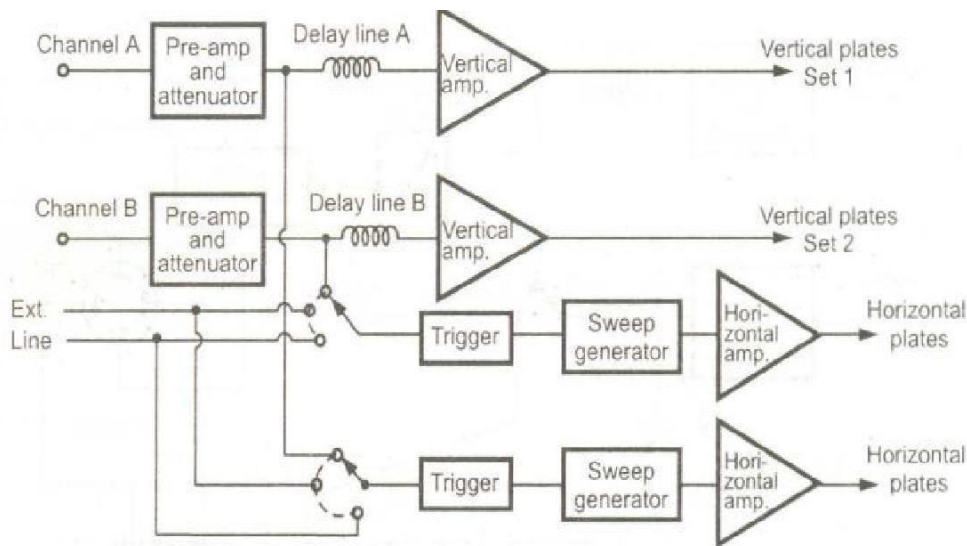 Channel A
Pre-amp
and
attenuator
Delay line A
Vertical
amp.
Vertical plates
Set 1
Channel B
Pre-amp
and
attenuator
Delay line B
Vertical
amp.
Vertical plates
Set 2
Ext.
Line
Trigger
Sweep
generator
Hori-
zontal
amp.
Horizontal
plates
Trigger
Sweep
generator
Hori-
zontal
amp.
Horizontal
plates